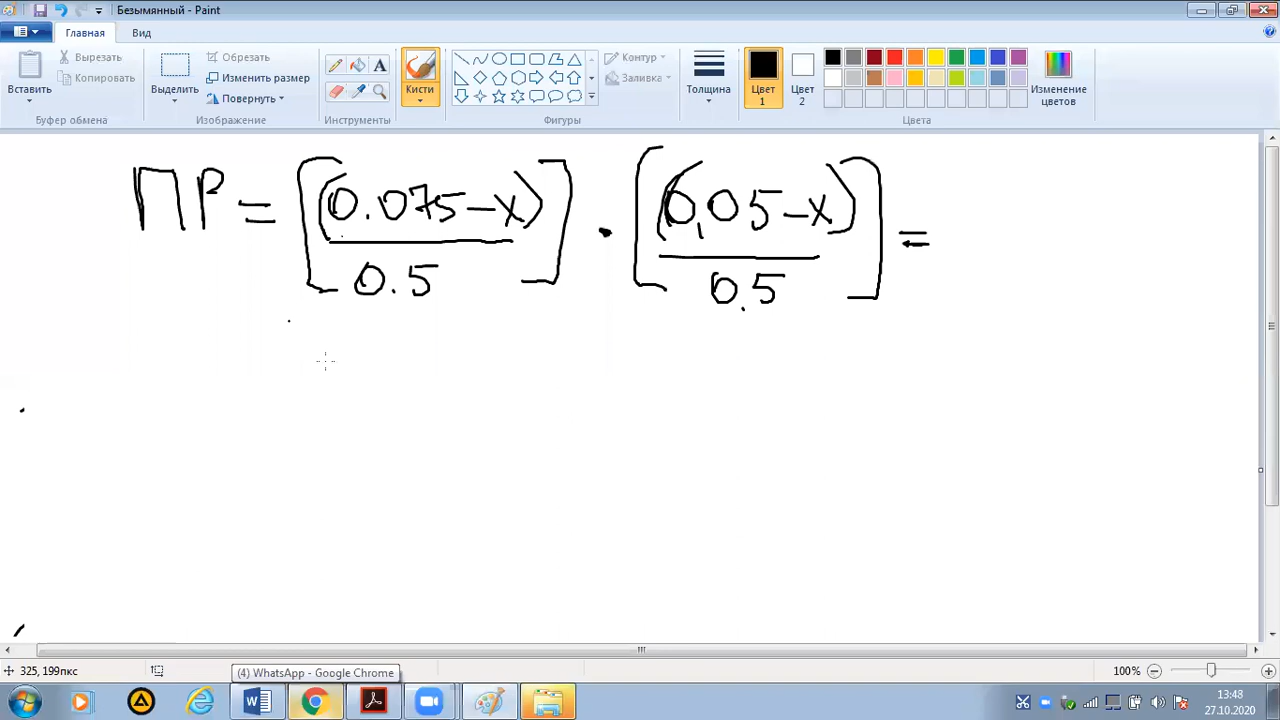 Безымянный - Paint
Главная Вид
Вставить
Вырезать
Копировать
Буфер обмена
Выделить
Обрезать
Изменить размер
Повернуть
Изображение
A
Инструменты
Кисти
Контур
Заливка
Фигуры
Толщина
Цвет 1
Цвет 2
Изменение цветов
Цвета
ПР = [(0.075-x) / 0.5] · [(0,05-x) / 0.5] =
325, 199пкс
(4) WhatsApp - Google Chrome
100%
13:48
27.10.2020